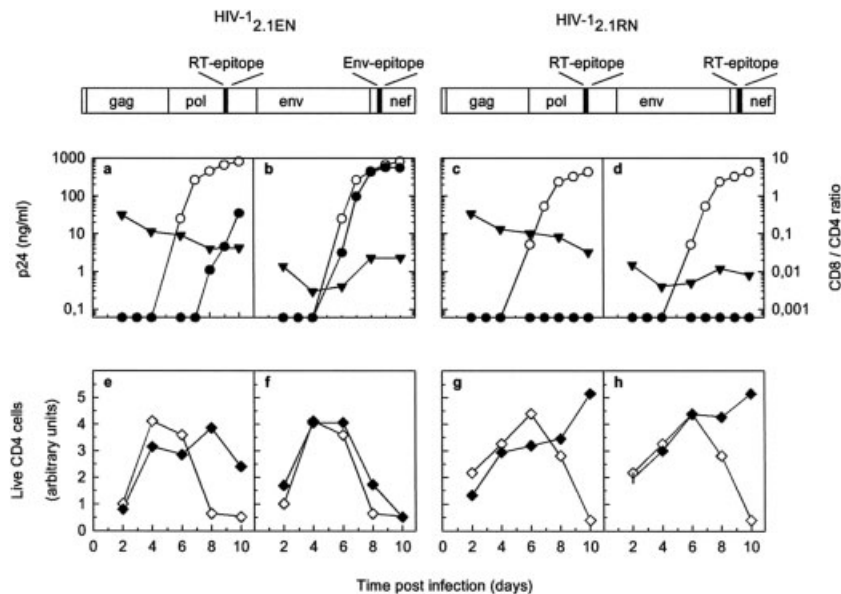 HIV-1 2.1EN HIV-1 2.1RN
RT-epitope Env-epitope RT-epitope RT-epitope
gag pol env nef gag pol env nef
1000 a b c d 10
100 1
10 0,1
1 0,01
0,1 0,001
p24 (ng/ml)
CD8 / CD4 ratio
e f g h
5
4
3
2
1
0
Live CD4 cells
(arbitrary units)
0 2 4 6 8 10 2 4 6 8 10 0 2 4 6 8 10 2 4 6 8 10
Time post infection (days)